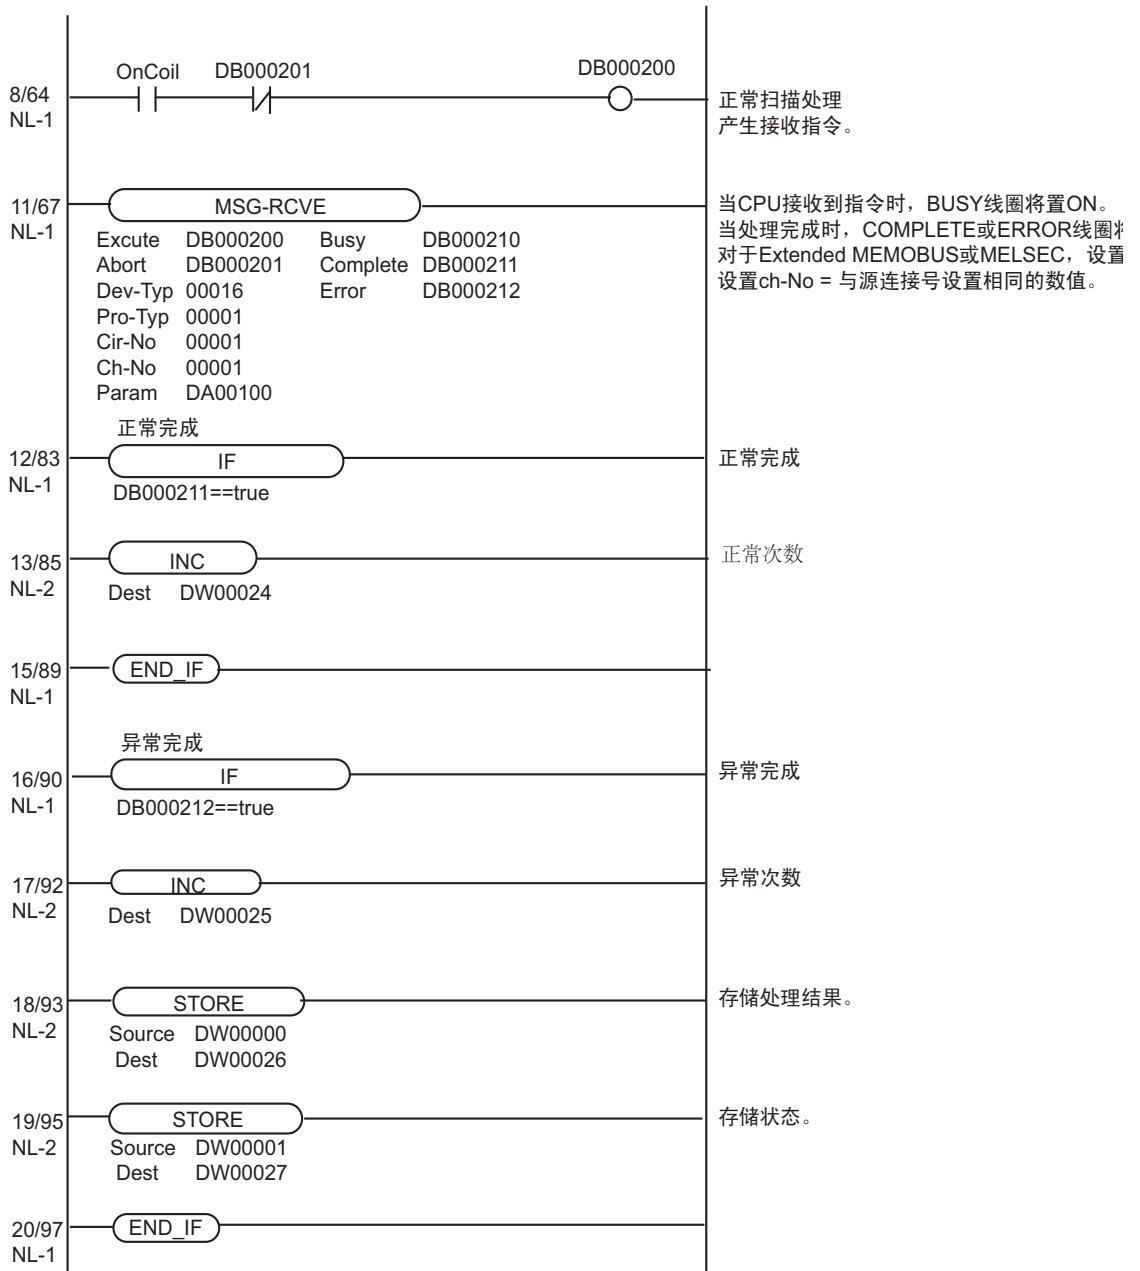 OnCoil DB000201 DB000200
8/64
NL-1
正常扫描处理
产生接收指令。
11/67
NL-1
MSG-RCVE
Excute DB000200 Busy DB000210
Abort DB000201 Complete DB000211
Dev-Typ 00016 Error DB000212
Pro-Typ 00001
Cir-No 00001
Ch-No 00001
Param DA00100
当CPU接收到指令时，BUSY线圈将置ON。
当处理完成时，COMPLETE或ERROR线圈将
对于Extended MEMOBUS或MELSEC，设置
设置ch-No = 与源连接号设置相同的数值。
正常完成
12/83
NL-1
IF
DB000211==true
正常完成
13/85
NL-2
INC
Dest DW00024
正常次数
15/89
NL-1
END_IF
异常完成
16/90
NL-1
IF
DB000212==true
异常完成
17/92
NL-2
INC
Dest DW00025
异常次数
18/93
NL-2
STORE
Source DW00000
Dest DW00026
存储处理结果。
19/95
NL-2
STORE
Source DW00001
Dest DW00027
存储状态。
20/97
NL-1
END_IF